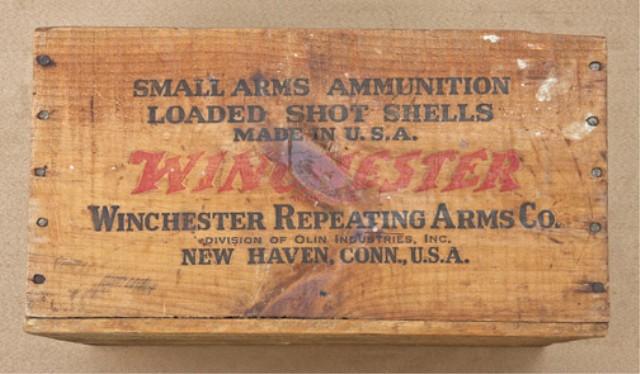 SMALL ARMS AMMUNITION
LOADED SHOT SHELLS
MADE IN U.S.A.
WINCHESTER
WINCHESTER REPEATING ARMS CO.
DIVISION OF OLIN INDUSTRIES, INC.
NEW HAVEN, CONN., U.S.A.